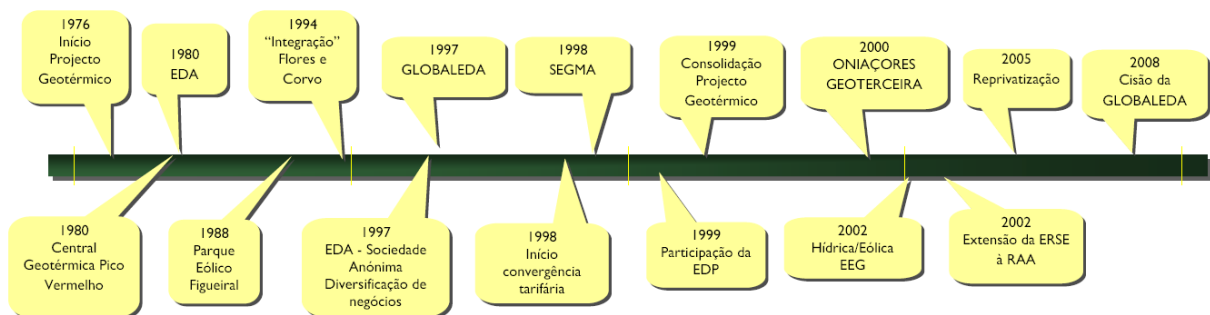 1976
Início
Projecto
Geotérmico
1980
EDA
1994
“Integração”
Flores e
Corvo
1997
GLOBALEDA
1998
SEGMA
1999
Consolidação
Projecto
Geotérmico
2000
ONIAÇORES
GEOTERCEIRA
2005
Reprivatização
2008
Cisão da
GLOBALEDA
1980
Central
Geotérmica Pico
Vermelho
1988
Parque
Eólico
Figueiral
1997
EDA - Sociedade
Anónima
Diversificação de
negócios
1998
Início
convergência
tarifária
1999
Participação da
EDP
2002
Hídrica/Eólica
EEG
2002
Extensão da ERSE
à RAA